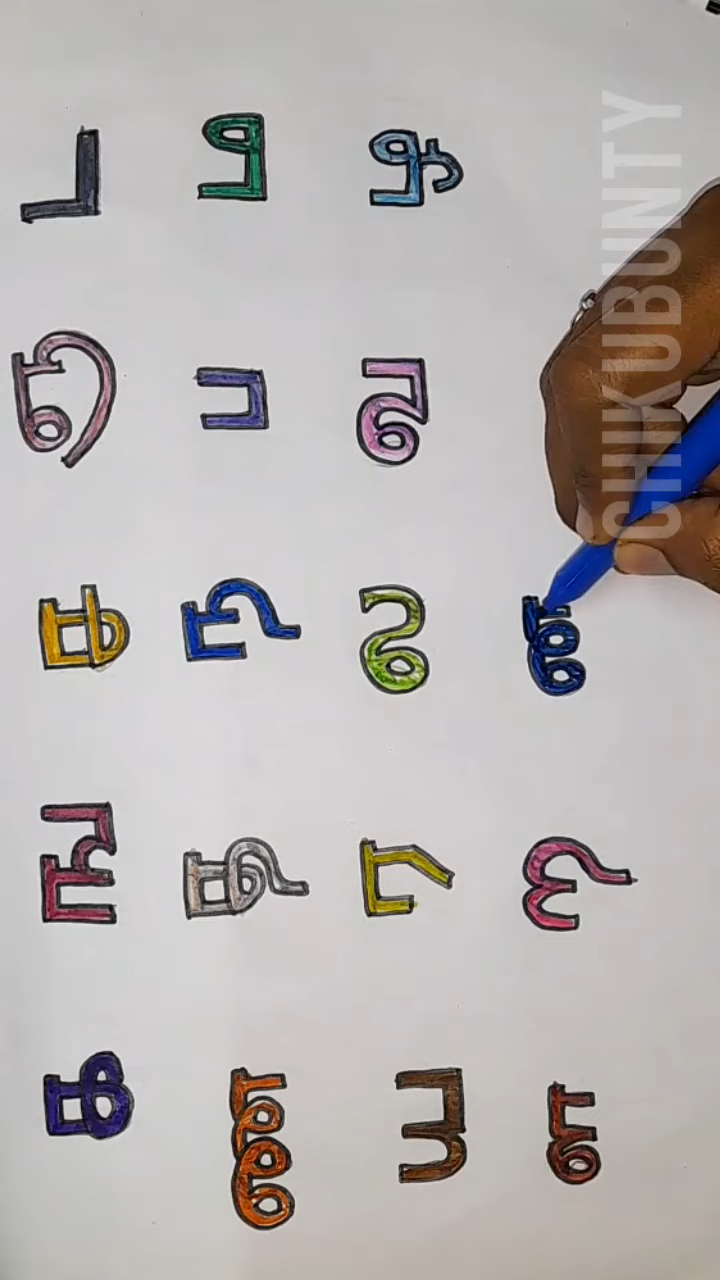 க ங ச ஞ ட
ண த ந ப ம
ய ர ல வ ழ
ள ற ன
CHIKUBUNTY